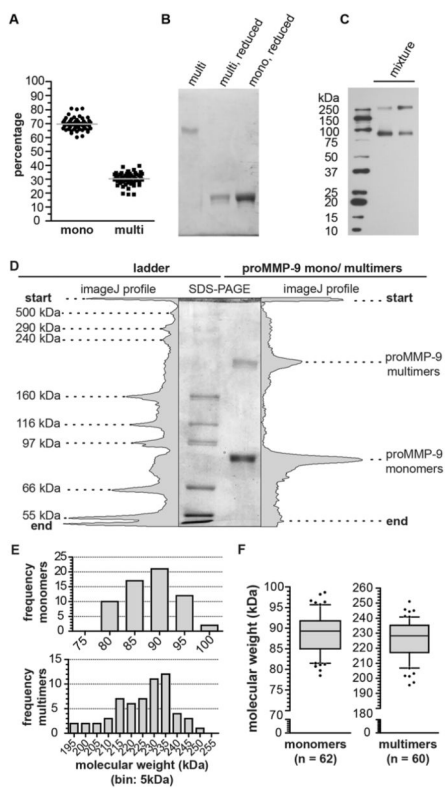 A
percentage
100
90
80
70
60
50
40
30
20
10
0
mono
multi
B
multi
multi, reduced
mono, reduced
C
mixture
kDa
250
150
100
75
50
37
25
20
15
10
D
ladder
proMMP-9 mono/ multimers
imageJ profile
SDS-PAGE
imageJ profile
start
start
500 kDa
290 kDa
240 kDa
proMMP-9
multimers
160 kDa
116 kDa
97 kDa
proMMP-9
monomers
66 kDa
55 kDa
end
end
E
frequency
monomers
25
20
15
10
5
0
75
80
85
90
95
100
frequency
multimers
15
10
5
0
195
200
205
210
215
220
225
230
235
240
245
250
255
molecular weight (kDa)
(bin: 5kDa)
F
molecular weight (kDa)
100
95
90
85
80
75
70
0
monomers
(n = 62)
260
250
240
230
220
210
200
190
180
0
multimers
(n = 60)